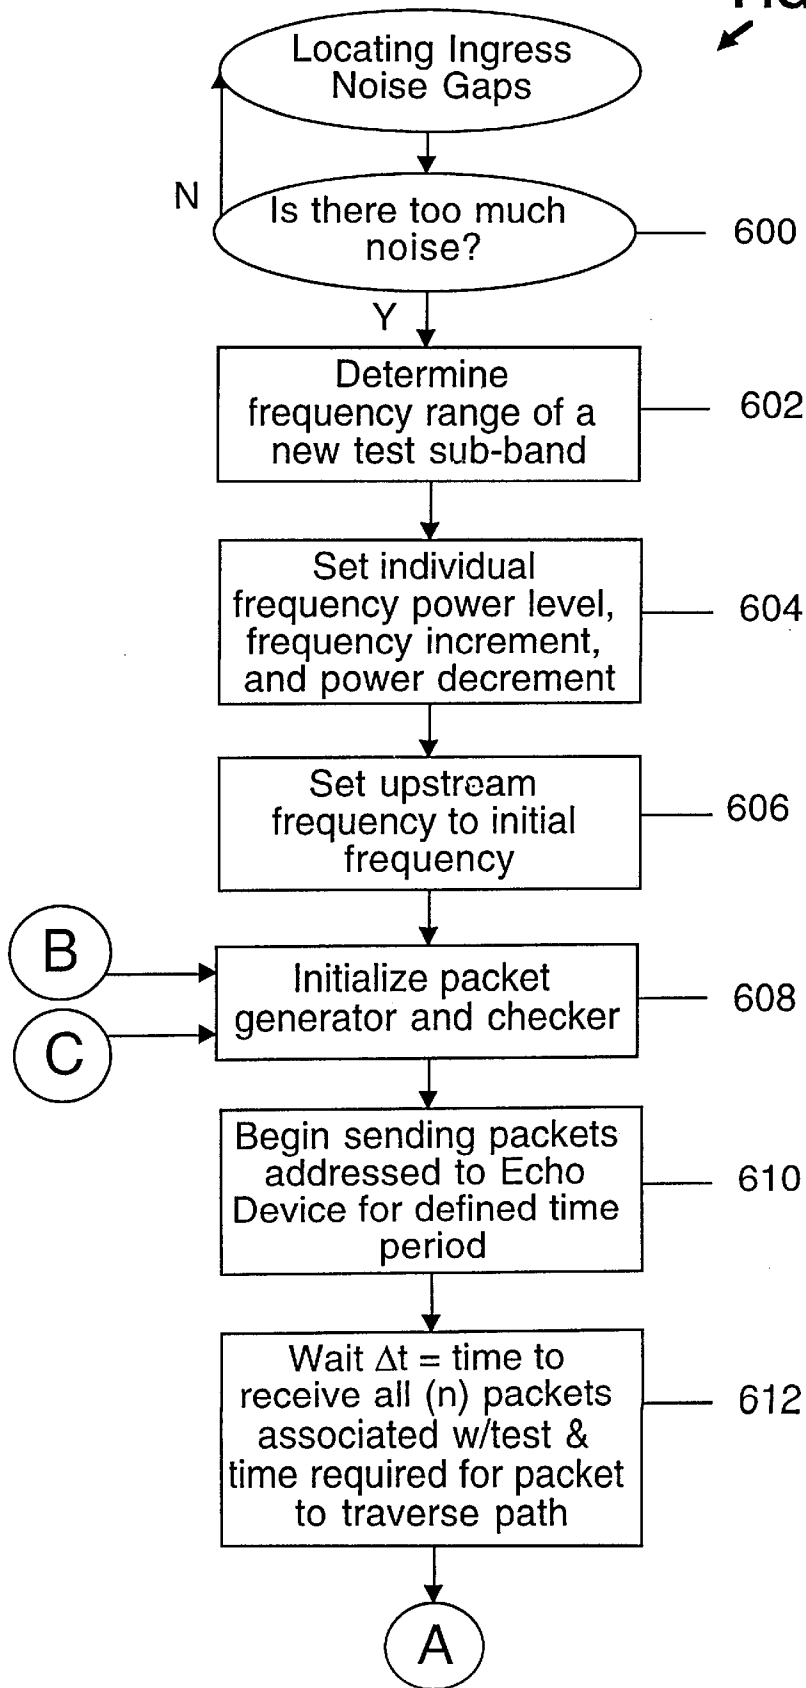 Locating Ingress
Noise Gaps
N
Is there too much
noise?
600
Y
Determine
frequency range of a
new test sub-band
602
Set individual
frequency power level,
frequency increment,
and power decrement
604
Set upstream
frequency to initial
frequency
606
B
C
Initialize packet
generator and checker
608
Begin sending packets
addressed to Echo
Device for defined time
period
610
Wait Δt = time to
receive all (n) packets
associated w/test &
time required for packet
to traverse path
612
A